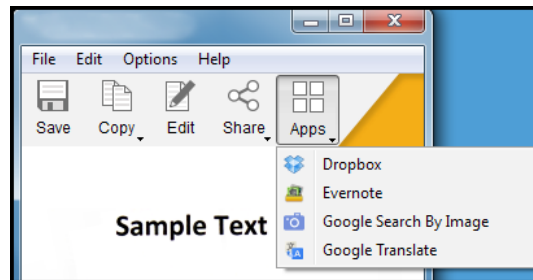 File Edit Options Help
Save Copy Edit Share Apps
Dropbox
Evernote
Google Search By Image
Google Translate
Sample Text